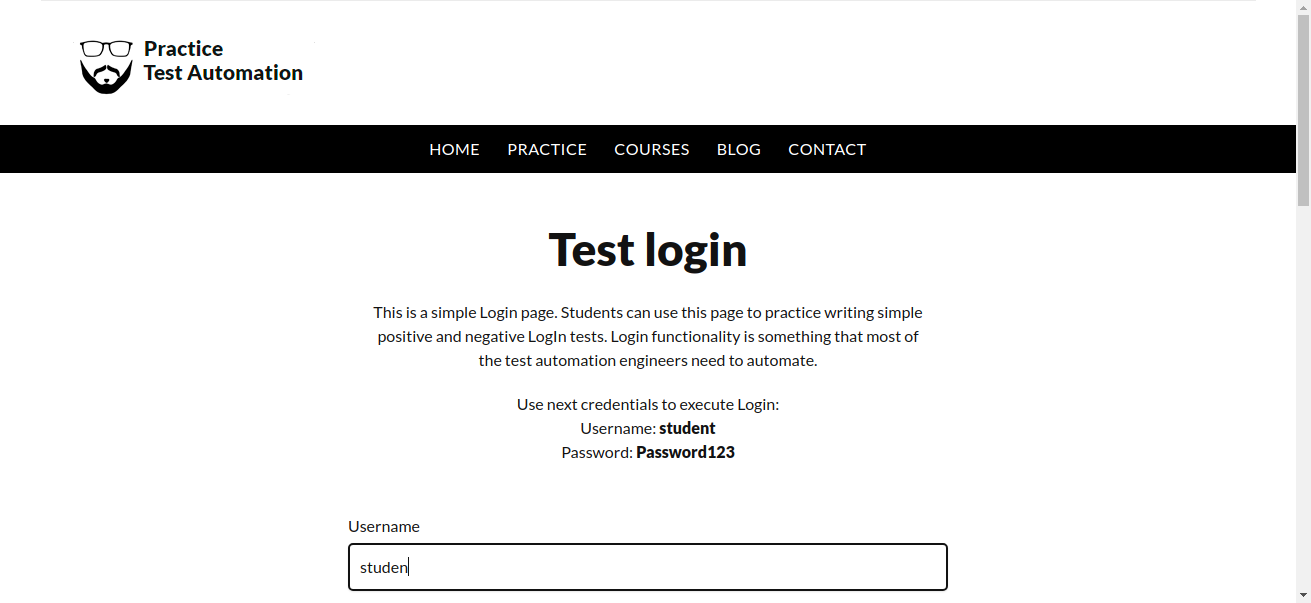 Practice
Test Automation
HOME PRACTICE COURSES BLOG CONTACT
Test login
This is a simple Login page. Students can use this page to practice writing simple
positive and negative LogIn tests. Login functionality is something that most of
the test automation engineers need to automate.
Use next credentials to execute Login:
Username: student
Password: Password123
Username
studen